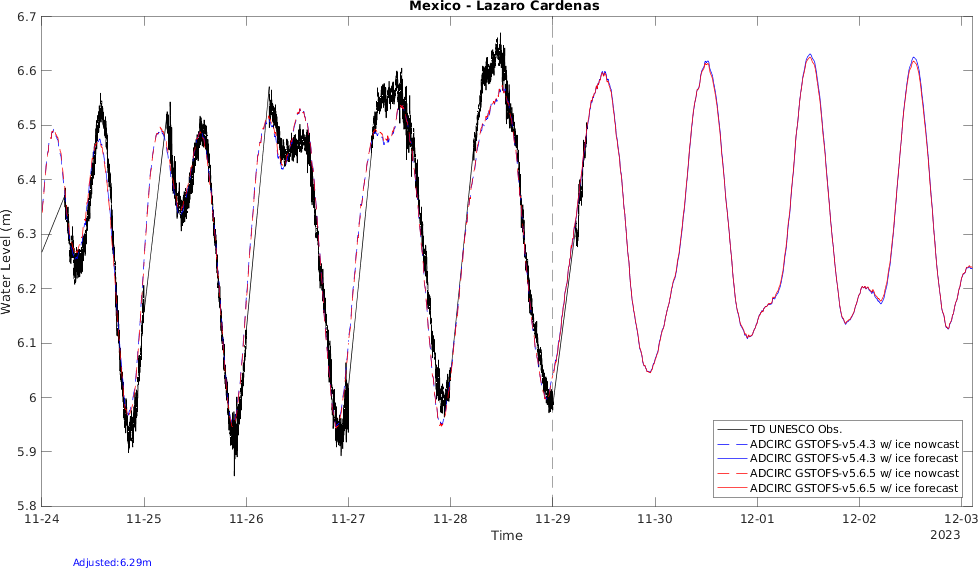 Mexico - Lazaro Cardenas
6.7
6.6
6.5
6.4
6.3
6.2
6.1
6
5.9
5.8
Water Level (m)
11-24
11-25
11-26
11-27
11-28
11-29
11-30
12-01
12-02
12-03
2023
Time
TD UNESCO Obs.
ADCIRC GSTOFS-v5.4.3 w/ ice nowcast
ADCIRC GSTOFS-v5.4.3 w/ ice forecast
ADCIRC GSTOFS-v5.6.5 w/ ice nowcast
ADCIRC GSTOFS-v5.6.5 w/ ice forecast
Adjusted:6.29m